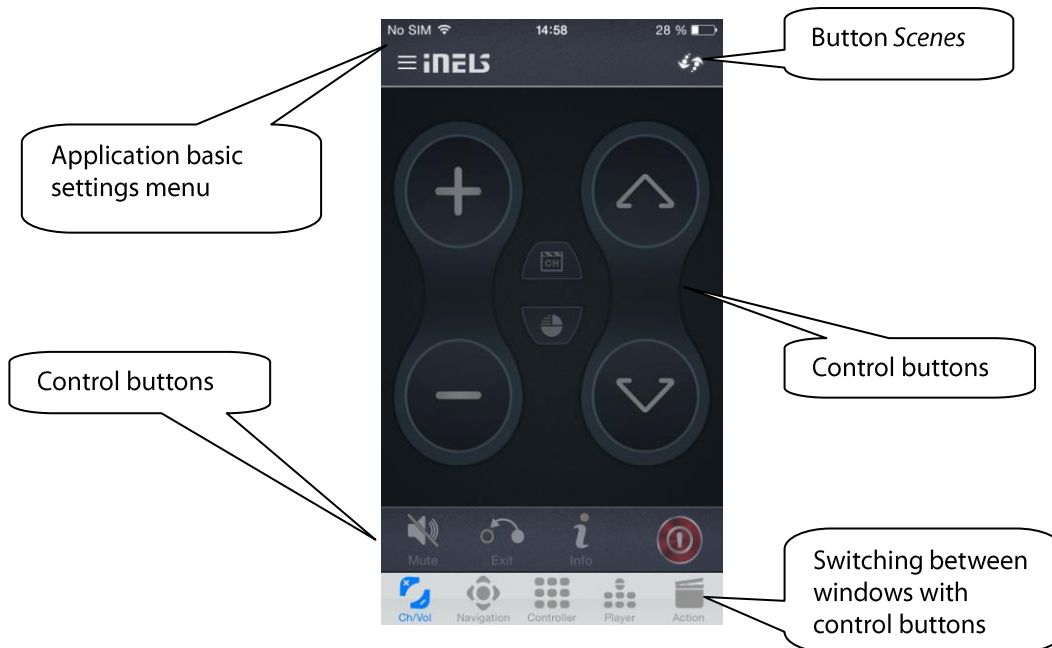 No SIM 14:58 28 %
iNELS
Button Scenes
Application basic
settings menu
CH
Control buttons
Control buttons
Mute Exit Info
Switching between
windows with
control buttons
Ch/Vol Navigation Controller Player Action